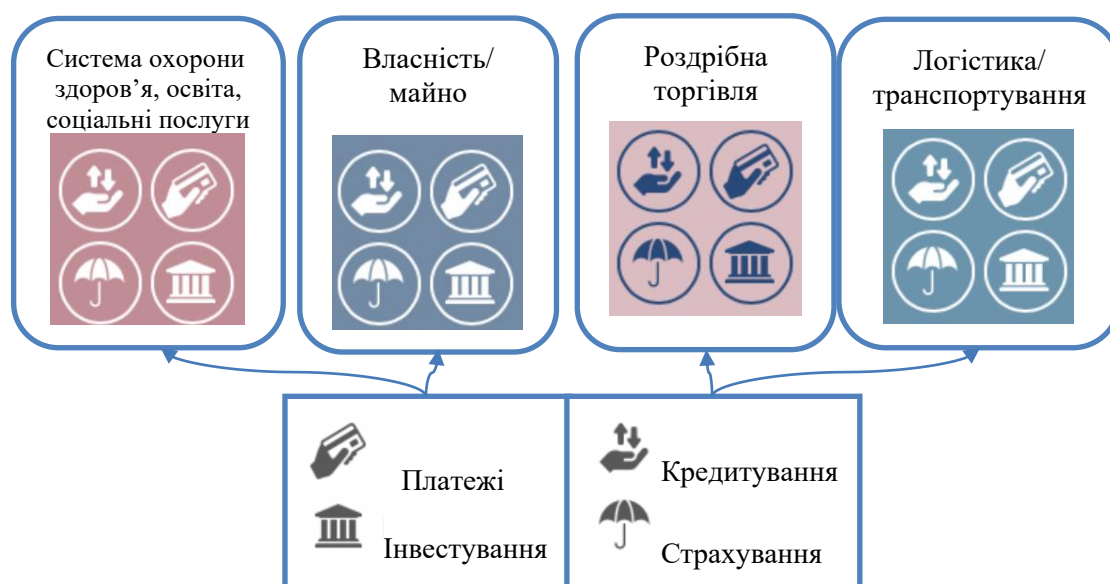 Система охорони
здоров’я, освіта,
соціальні послуги
Власність/
майно
Роздрібна
торгівля
Логістика/
транспортування
Платежі
Інвестування
Кредитування
Страхування